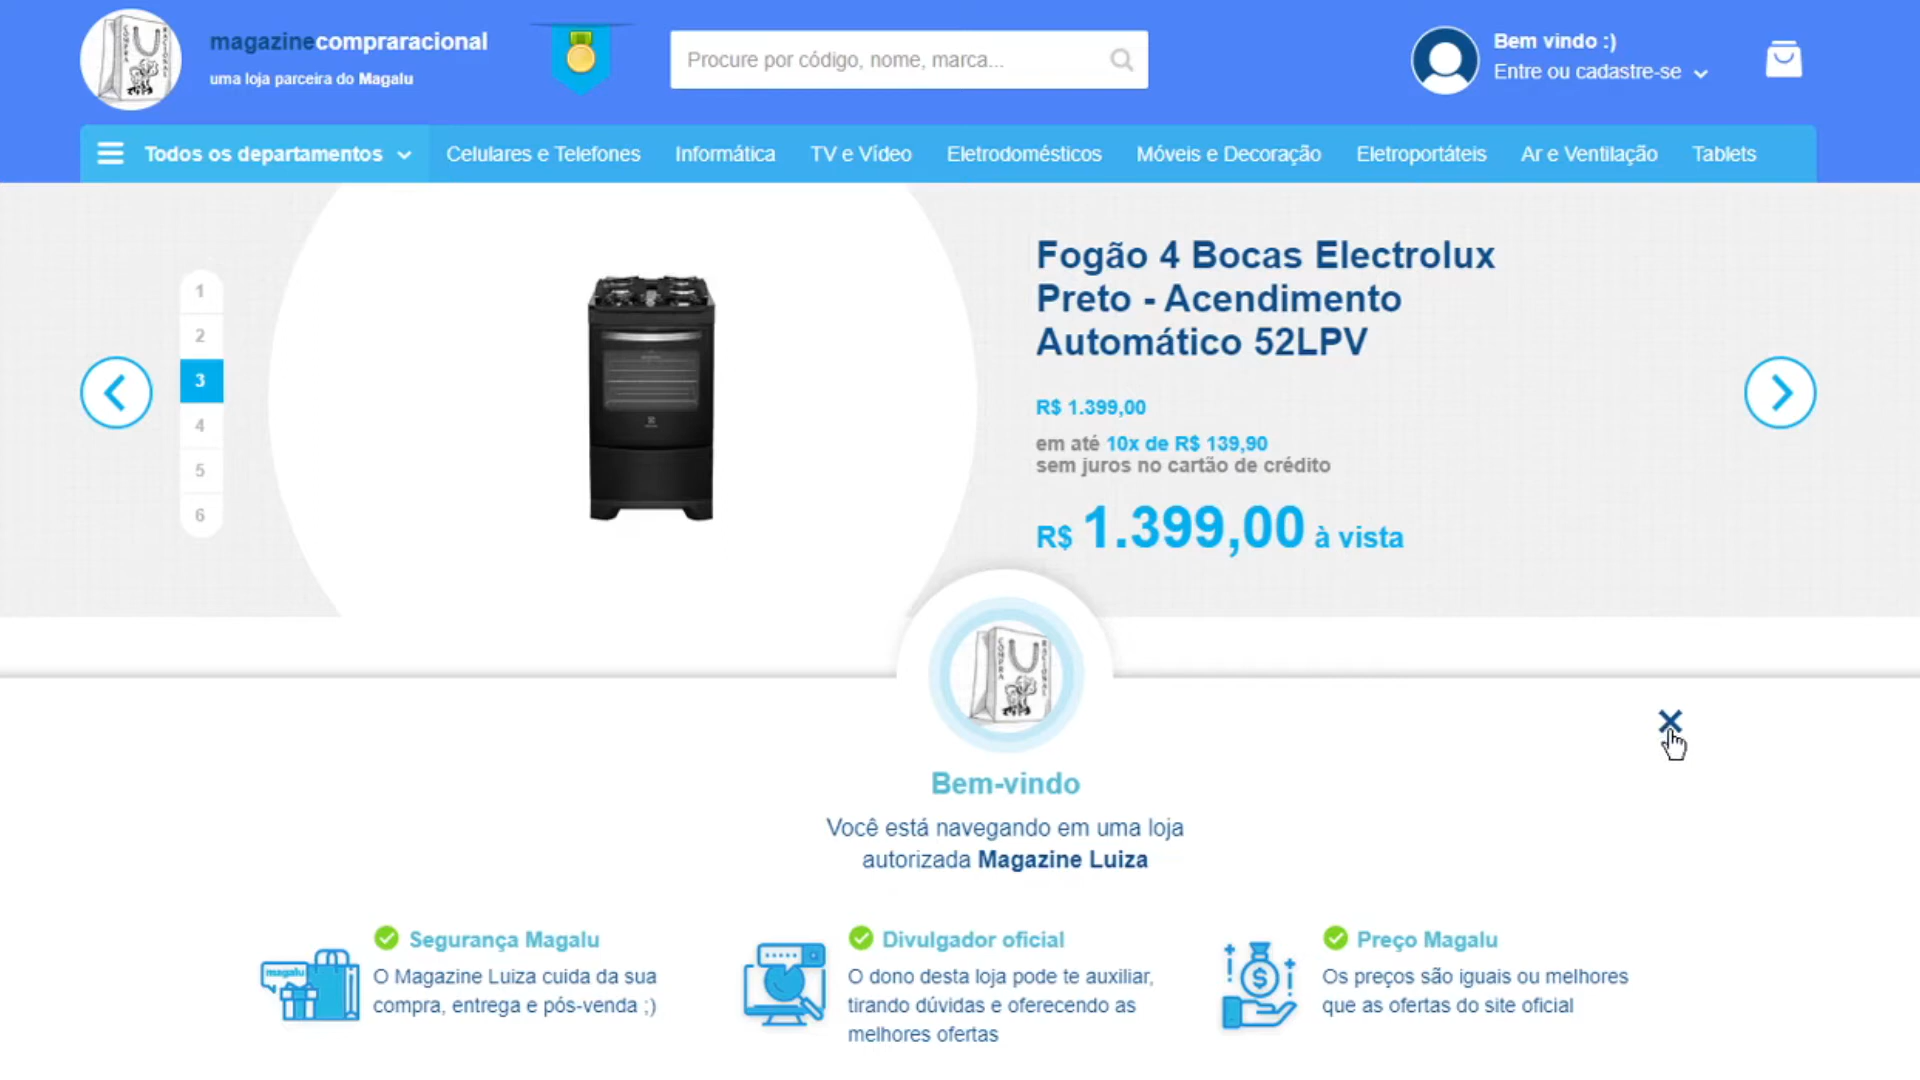 COMPRA
RACIONAL
magazinecompraracional
uma loja parceira do Magalu
Procure por código, nome, marca...
Bem vindo :)
Entre ou cadastre-se
Todos os departamentos
Celulares e Telefones
Informática
TV e Vídeo
Eletrodomésticos
Móveis e Decoração
Eletroportáteis
Ar e Ventilação
Tablets
1
2
3
4
5
6
Fogão 4 Bocas Electrolux
Preto - Acendimento
Automático 52LPV
R$ 1.399,00
em até 10x de R$ 139,90
sem juros no cartão de crédito
R$ 1.399,00 à vista
COMPRA
RACIONAL
Bem-vindo
Você está navegando em uma loja
autorizada Magazine Luiza
magalu
Segurança Magalu
O Magazine Luiza cuida da sua
compra, entrega e pós-venda ;)
Divulgador oficial
O dono desta loja pode te auxiliar,
tirando dúvidas e oferecendo as
melhores ofertas
Preço Magalu
Os preços são iguais ou melhores
que as ofertas do site oficial